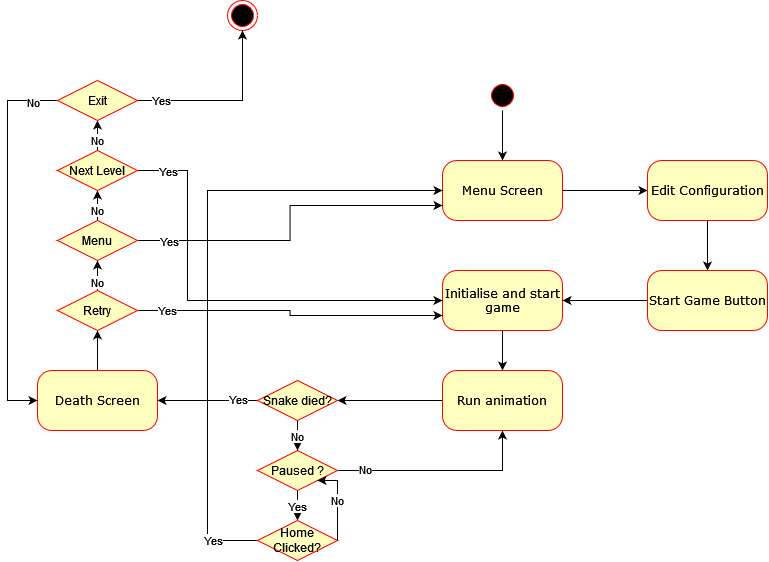 Exit
No
Yes
No
Next Level
Yes
Menu Screen
Edit Configuration
No
Menu
Yes
No
Initialise and start
game
Start Game Button
Retry
Yes
Death Screen
Yes
Snake died?
Run animation
No
Paused ?
No
Yes
No
Home
Clicked?
Yes